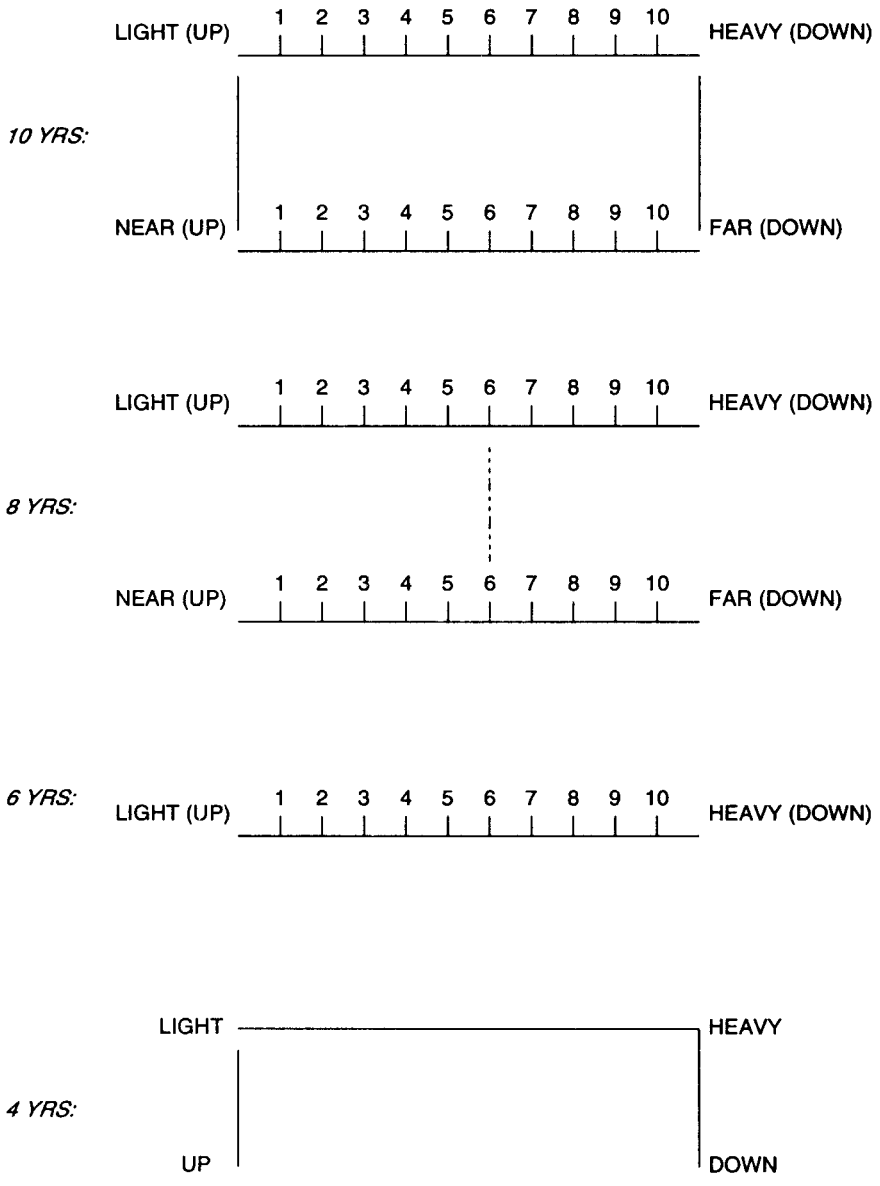 1 2 3 4 5 6 7 8 9 10
LIGHT (UP) HEAVY (DOWN)
10 YRS:
1 2 3 4 5 6 7 8 9 10
NEAR (UP) FAR (DOWN)
1 2 3 4 5 6 7 8 9 10
LIGHT (UP) HEAVY (DOWN)
8 YRS:
1 2 3 4 5 6 7 8 9 10
NEAR (UP) FAR (DOWN)
6 YRS: 1 2 3 4 5 6 7 8 9 10
LIGHT (UP) HEAVY (DOWN)
LIGHT HEAVY
4 YRS:
UP DOWN